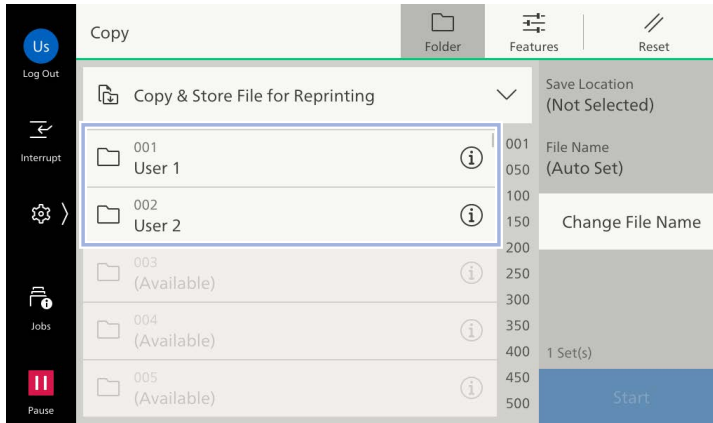 Us
Log Out
Interrupt
Jobs
Pause
Copy
Folder
Features
Reset
Copy & Store File for Reprinting
001
User 1
002
User 2
003
(Available)
004
(Available)
005
(Available)
001
050
100
150
200
250
300
350
400
450
500
Save Location
(Not Selected)
File Name
(Auto Set)
Change File Name
1 Set(s)
Start